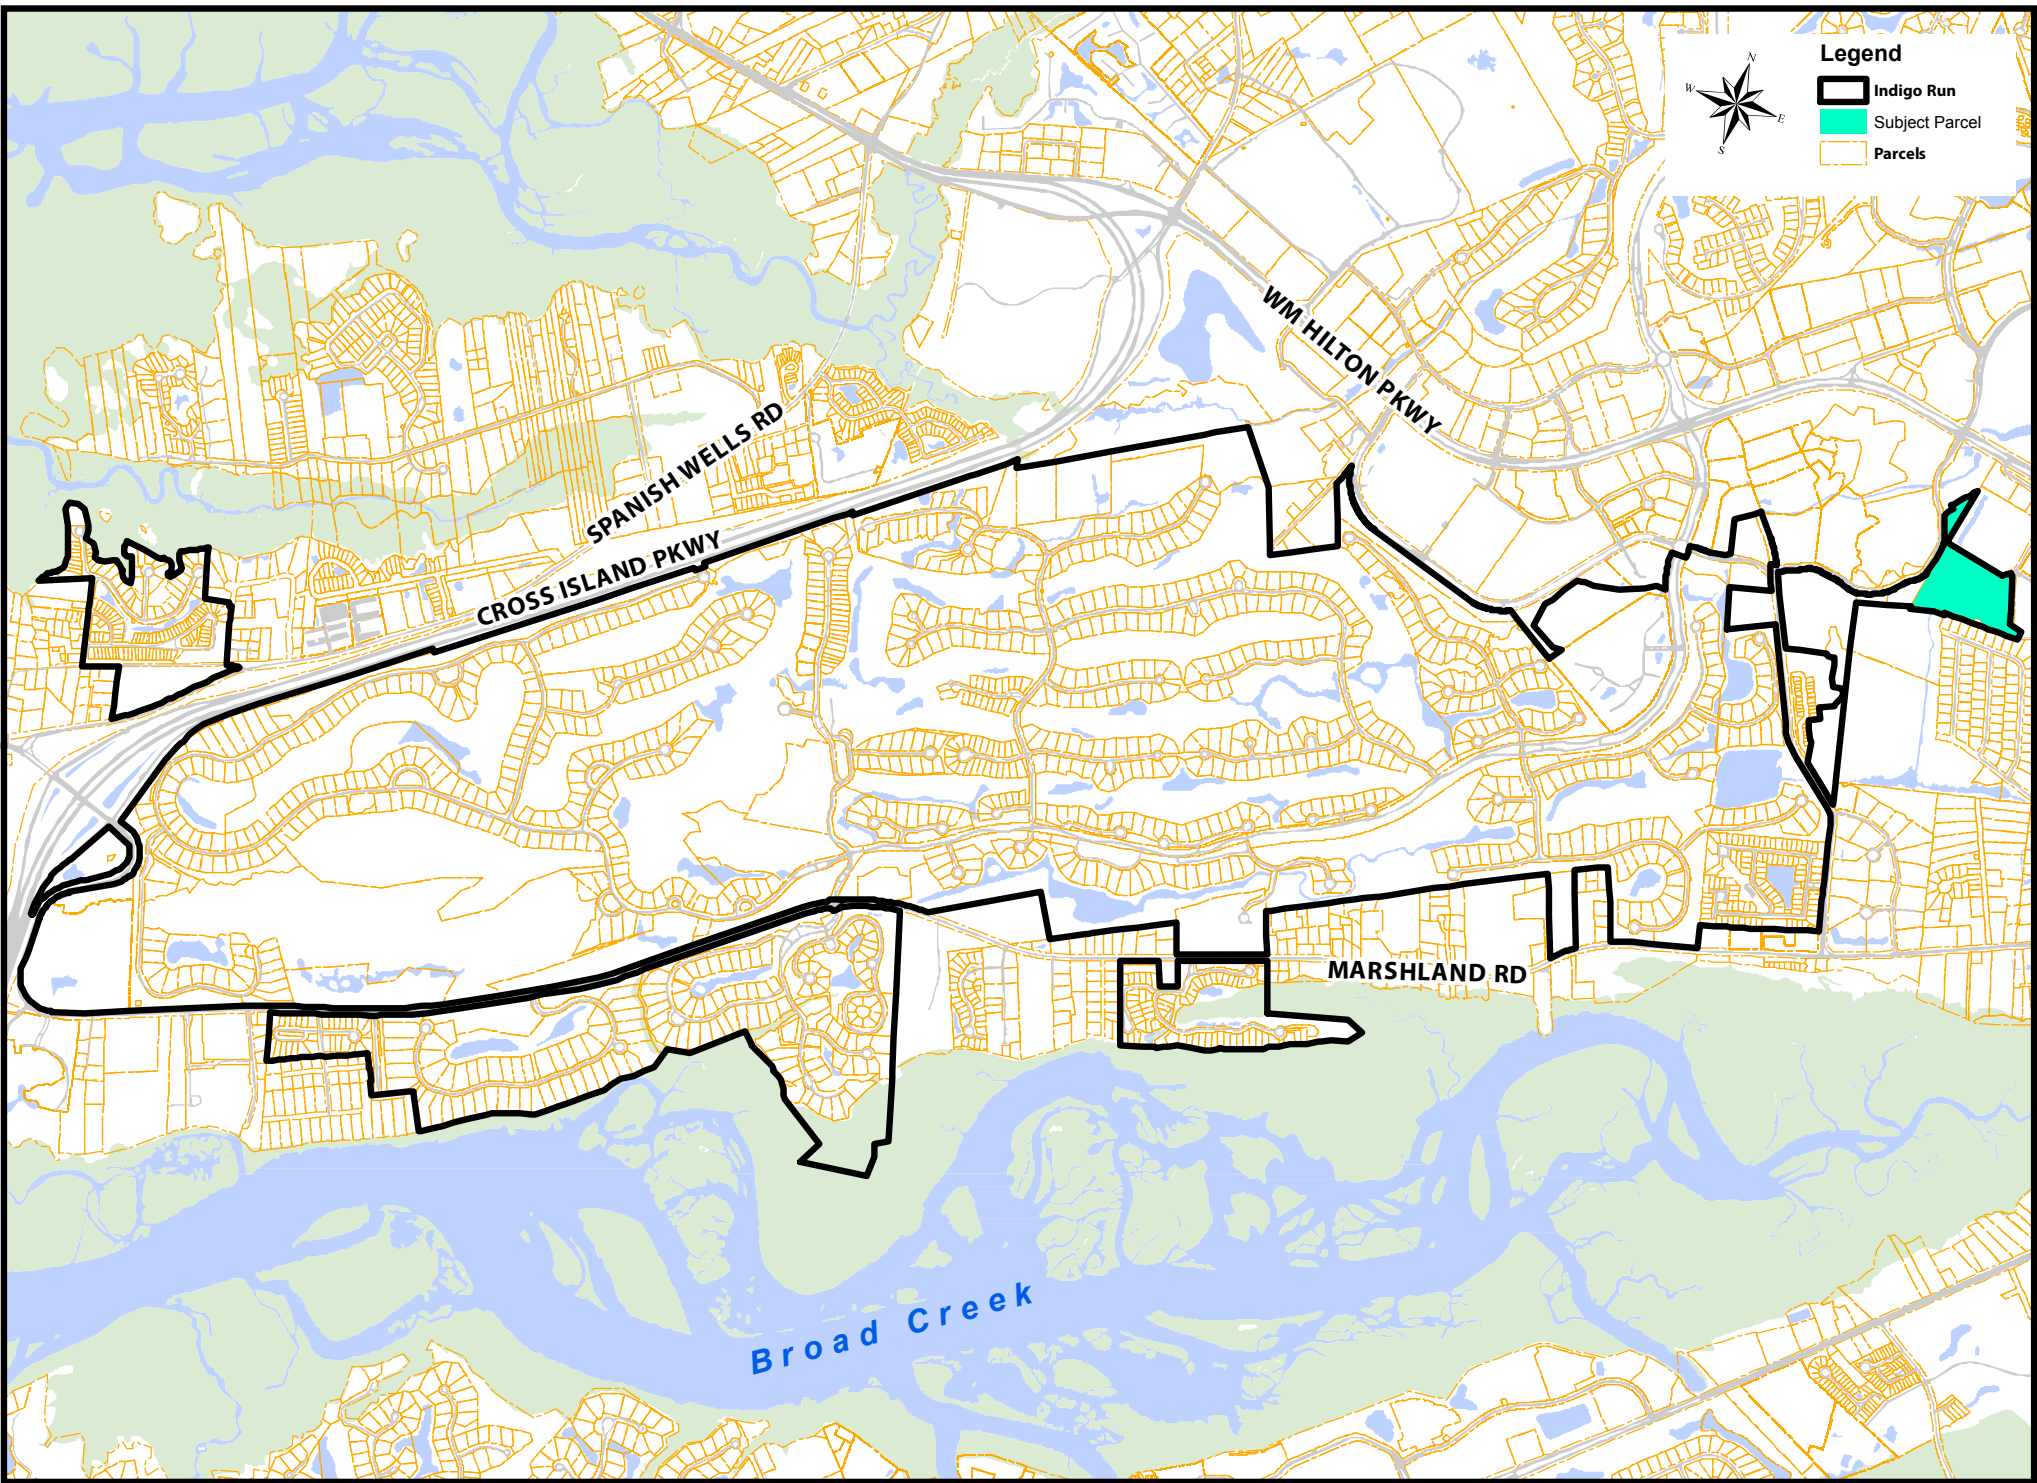 Legend
N
W
E
S
Indigo Run
Subject Parcel
Parcels
WM HILTON PKWY
SPANISH WELLS RD
CROSS ISLAND PKWY
MARSHLAND RD
Broad Creek